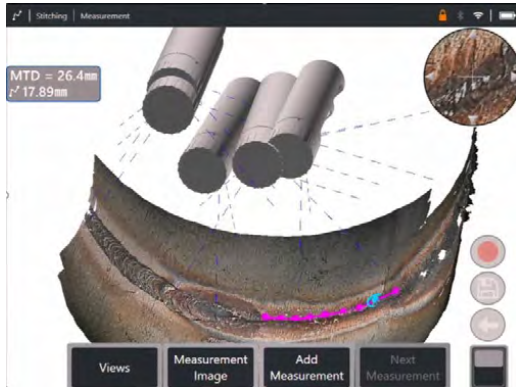 Stitching | Measurement
MTD = 26.4mm
17.89mm
Views
Measurement
Image
Add
Measurement
Next
Measurement